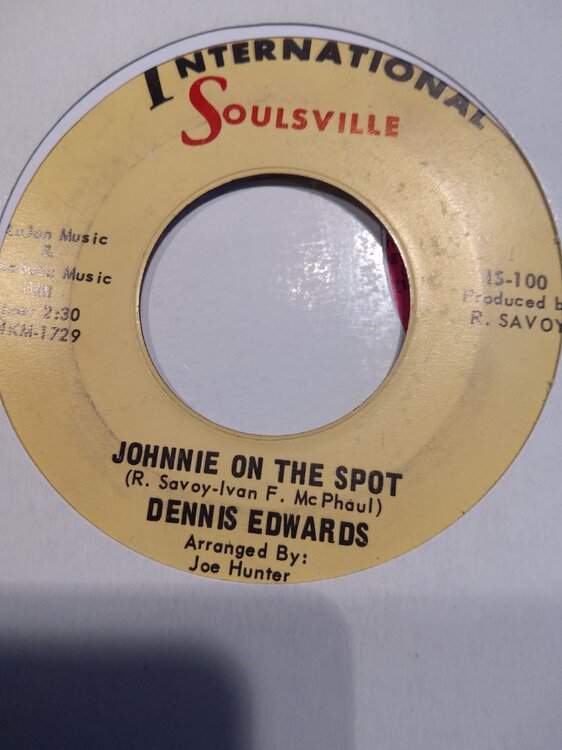 INTERNATIONAL
SOULSVILLE
Music
&
Music
2:30
KM-1729
IS-100
Produced b
R. SAVOY
JOHNNIE ON THE SPOT
(R. Savoy-Ivan F. McPhaul)
DENNIS EDWARDS
Arranged By:
Joe Hunter